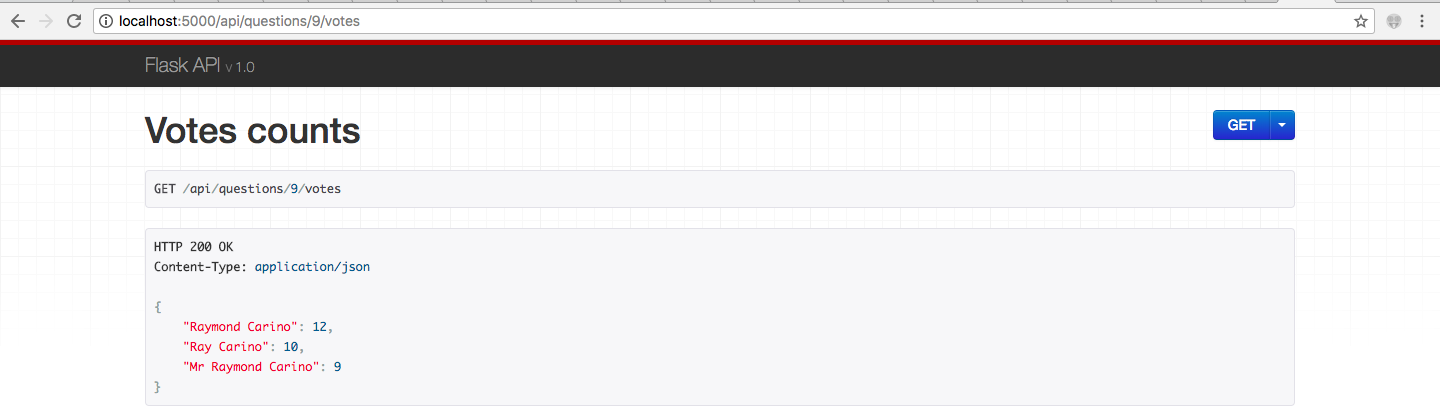 localhost:5000/api/questions/9/votes
Flask API v 1.0
Votes counts
GET
GET /api/questions/9/votes
HTTP 200 OK
Content-Type: application/json
{
    "Raymond Carino": 12,
    "Ray Carino": 10,
    "Mr Raymond Carino": 9
}